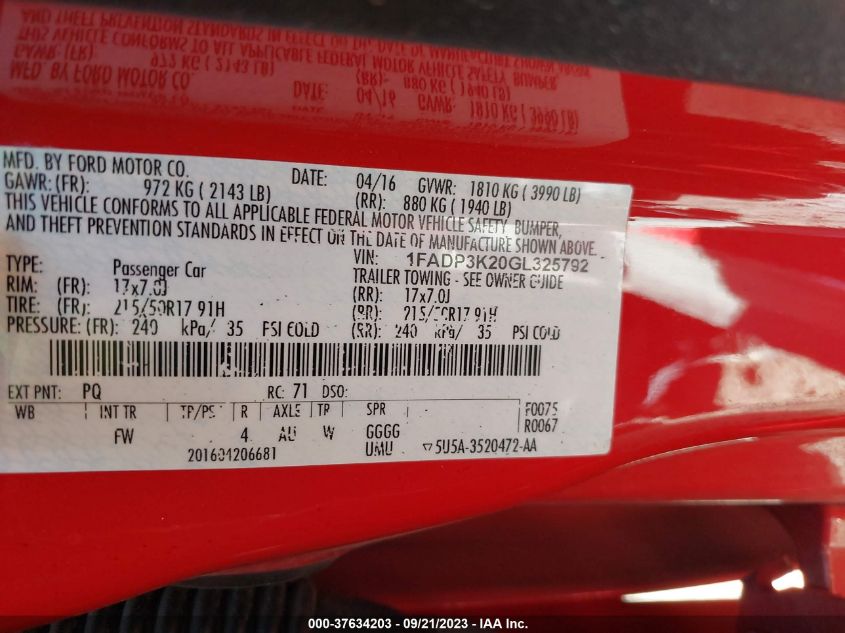 MFD. BY FORD MOTOR CO.
DATE: 04/16 GVWR: 1810 KG ( 3990 LB)
GAWR: (FR): 972 KG ( 2143 LB) (RR): 880 KG ( 1940 LB)
THIS VEHICLE CONFORMS TO ALL APPLICABLE FEDERAL MOTOR VEHICLE SAFETY, BUMPER,
AND THEFT PREVENTION STANDARDS IN EFFECT ON THE DATE OF MANUFACTURE SHOWN ABOVE.
VIN: 1FADP3K20GL325792
TYPE: Passenger Car TRAILER TOWING - SEE OWNER GUIDE
RIM: (FR): 17x7.0J (RR): 17x7.0J
TIRE: (FR): 215/50R17 91H (RR): 215/50R17 91H
PRESSURE: (FR): 240 kPa/ 35 PSI COLD (RR): 240 kPa/ 35 PSI COLD
EXT PNT: PQ RC: 71 DSO:
WB INT TR TP/PS R AXLE TR SPR F0075
FW 4 AU W GGGG R0067
201604206681 UMU 5U5A-3520472-AA
000-37634203 - 09/21/2023 - IAA Inc.